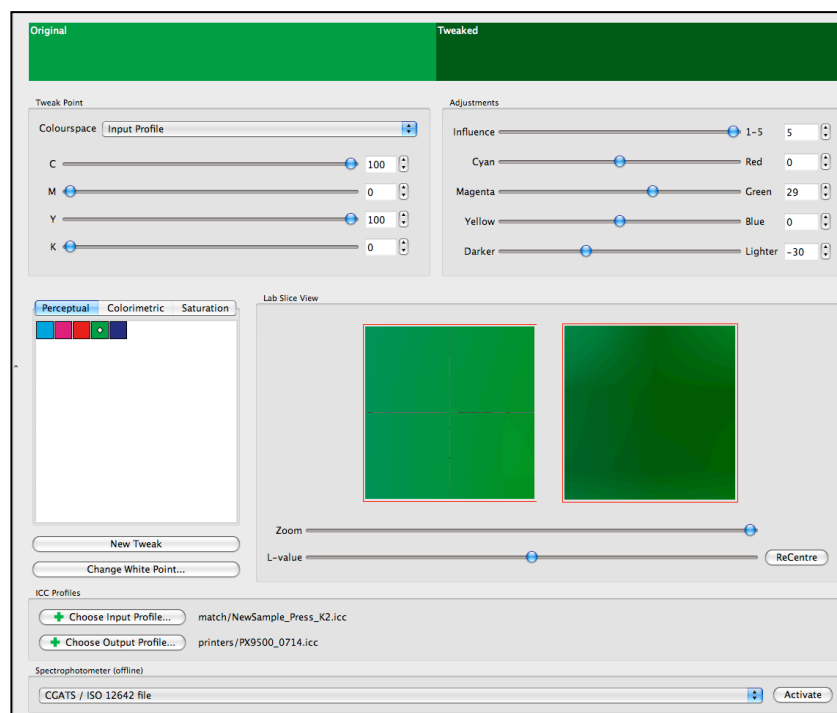 Original
Tweaked
Tweak Point
Colourspace Input Profile
C 100
M 0
Y 100
K 0
Adjustments
Influence 1-5 5
Cyan Red 0
Magenta Green 29
Yellow Blue 0
Darker Lighter -30
Perceptual Colorimetric Saturation
New Tweak
Change White Point...
Lab Slice View
Zoom
L-value ReCentre
ICC Profiles
Choose Input Profile... match/NewSample_Press_K2.icc
Choose Output Profile... printers/PX9500_0714.icc
Spectrophotometer (offline)
CGATS / ISO 12642 file Activate